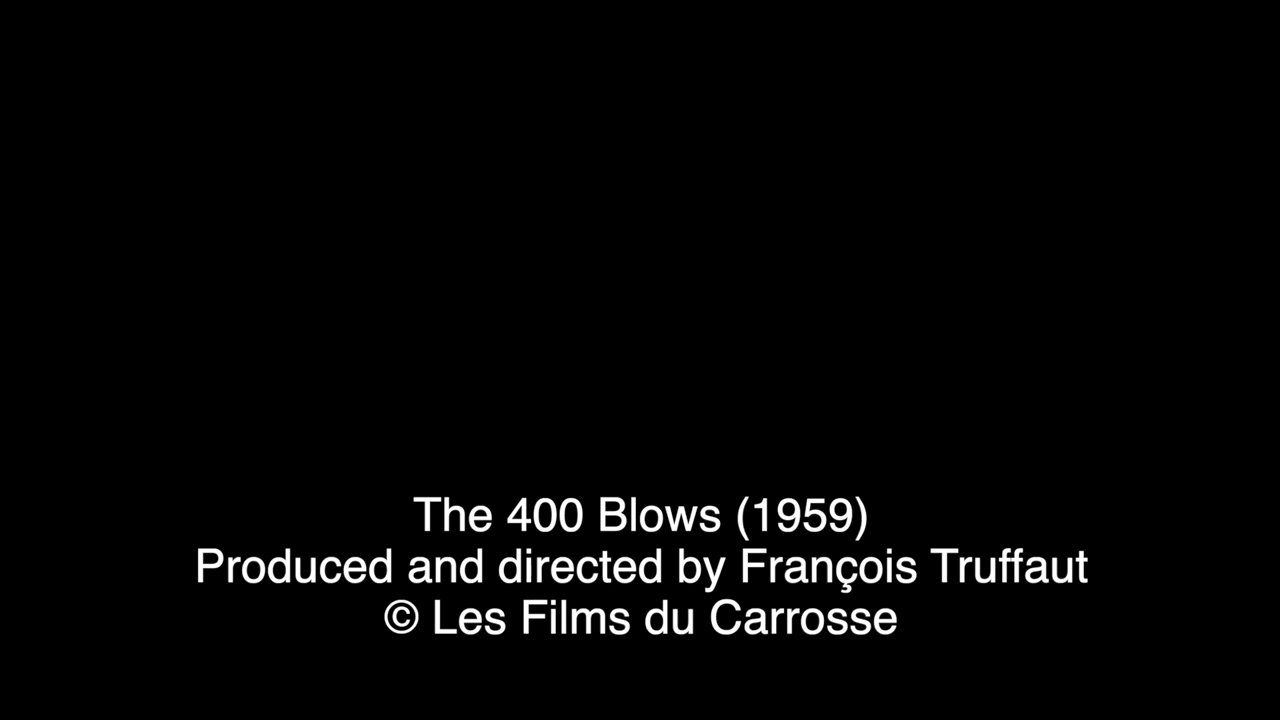 The 400 Blows (1959)
Produced and directed by François Truffaut
© Les Films du Carrosse